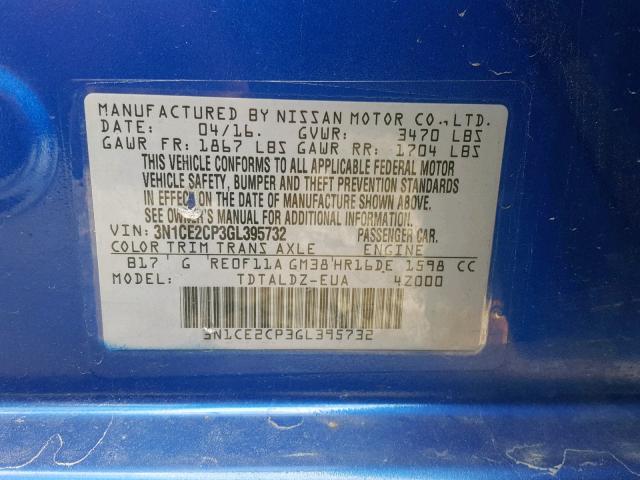 MANUFACTURED BY NISSAN MOTOR CO.,LTD.
DATE: 04/16. GVWR: 3470 LBS
GAWR FR: 1867 LBS GAWR RR: 1704 LBS
THIS VEHICLE CONFORMS TO ALL APPLICABLE FEDERAL MOTOR
VEHICLE SAFETY, BUMPER AND THEFT PREVENTION STANDARDS
IN EFFECT ON THE DATE OF MANUFACTURE SHOWN ABOVE.
SEE OWNER'S MANUAL FOR ADDITIONAL INFORMATION.
VIN: 3N1CE2CP3GL395732 PASSENGER CAR.
COLOR TRIM TRANS AXLE ENGINE
B17 G RE0F11A GM38 HR16DE 1598 CC
MODEL: TDTALDZ-EUA 4Z000
3N1CE2CP3GL395732